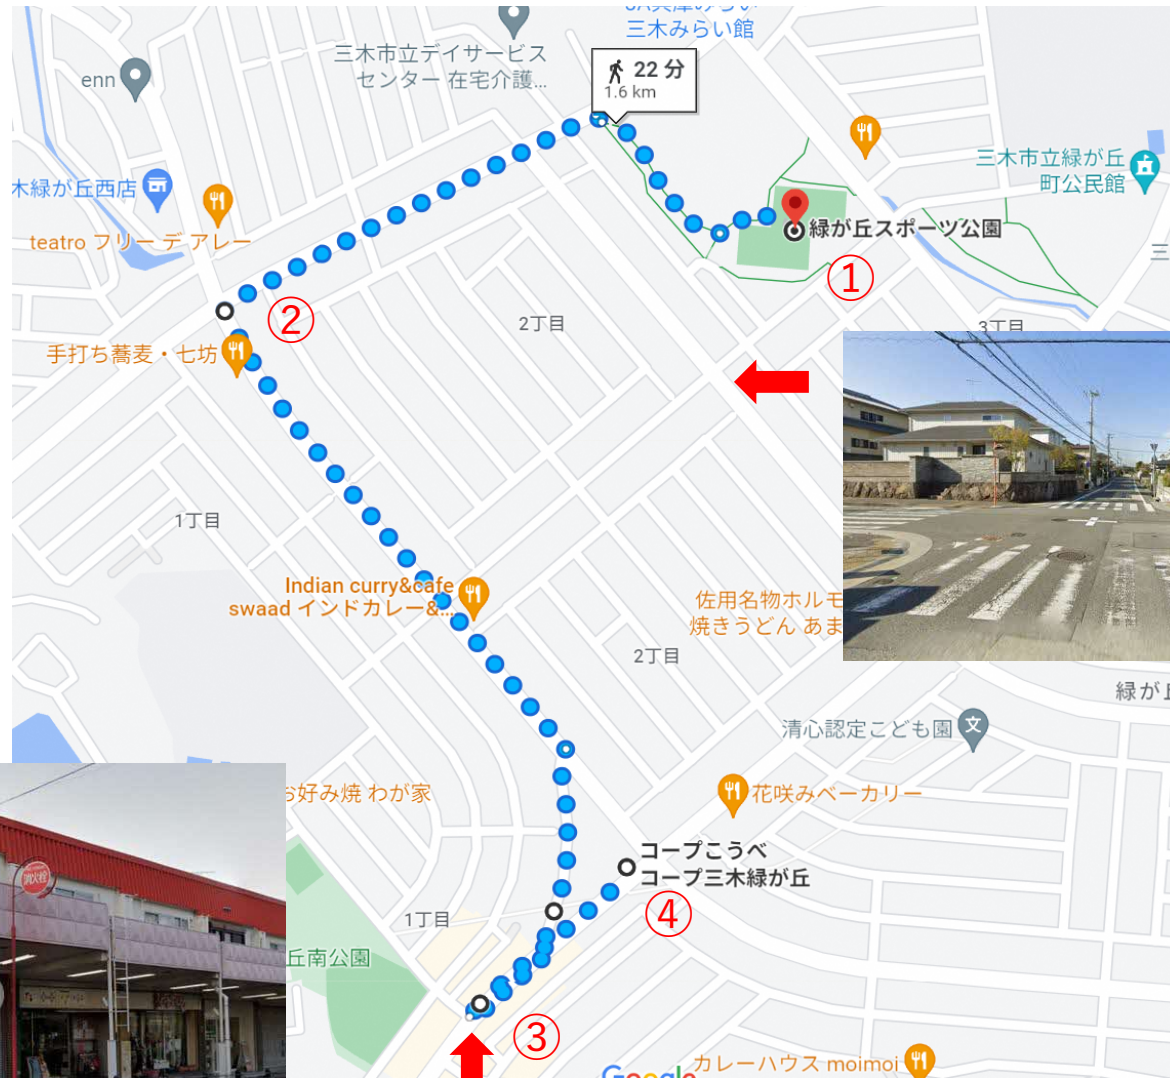 三木みらい館
三木市立デイサービス
センター 在宅介護...
enn
22 分
1.6 km
三木市立緑が丘
町公民館
木緑が丘西店
teatro フリー デ アレー
緑が丘スポーツ公園
①
②
2丁目
3丁目
手打ち蕎麦・七坊
1丁目
Indian curry&cafe
swaad インドカレー&...
佐用名物ホルモ
焼きうどん あま
2丁目
緑が丘
清心認定こども園
文
お好み焼 わが家
花咲みベーカリー
コープこうべ
コープ三木緑が丘
消火栓
1丁目
④
丘南公園
③
Google
カレーハウス moimoi